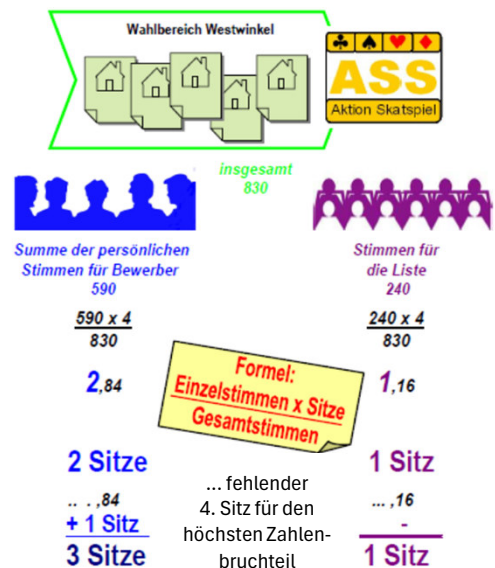 Wahlbereich Westwinkel
ASS
Aktion Skatspiel
insgesamt
830
Summe der persönlichen
Stimmen für Bewerber
590
Stimmen für
die Liste
240
590 x 4
830
240 x 4
830
2,84
1,16
Formel:
Einzelstimmen x Sitze
Gesamtstimmen
2 Sitze
1 Sitz
.. . ,84
+ 1 Sitz
3 Sitze
... fehlender
4. Sitz für den
höchsten Zahlen-
bruchteil
... ,16
-
1 Sitz